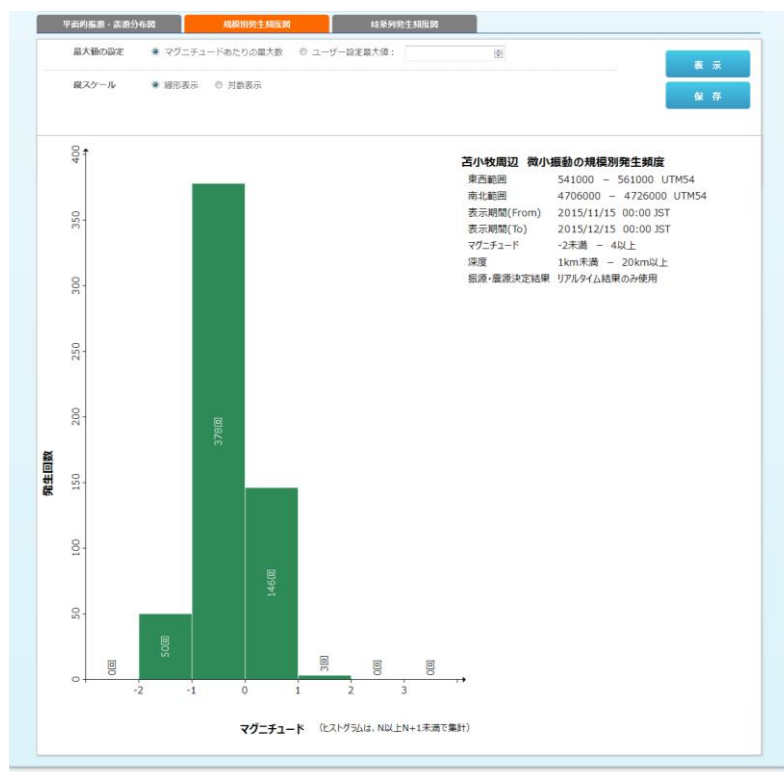 平面的振源・震源分布図
規模別発生頻度図
時系列発生頻度図
最大値の設定 マグニチュードあたりの最大数 ユーザー設定最大値：
縦スケール 線形表示 対数表示
表 示
保 存
苫小牧周辺 微小振動の規模別発生頻度
東西範囲 541000 － 561000 UTM54
南北範囲 4706000 － 4726000 UTM54
表示期間(From) 2015/11/15 00:00 JST
表示期間(To) 2015/12/15 00:00 JST
マグニチュード -2未満 － 4以上
深度 1km未満 － 20km以上
振源・震源決定結果 リアルタイム結果のみ使用
発生回数
400
350
300
250
200
150
100
50
0
0回
50回
378回
146回
3回
0回
0回
-2 -1 0 1 2 3
マグニチュード (ヒストグラムは、N以上N+1未満で集計)